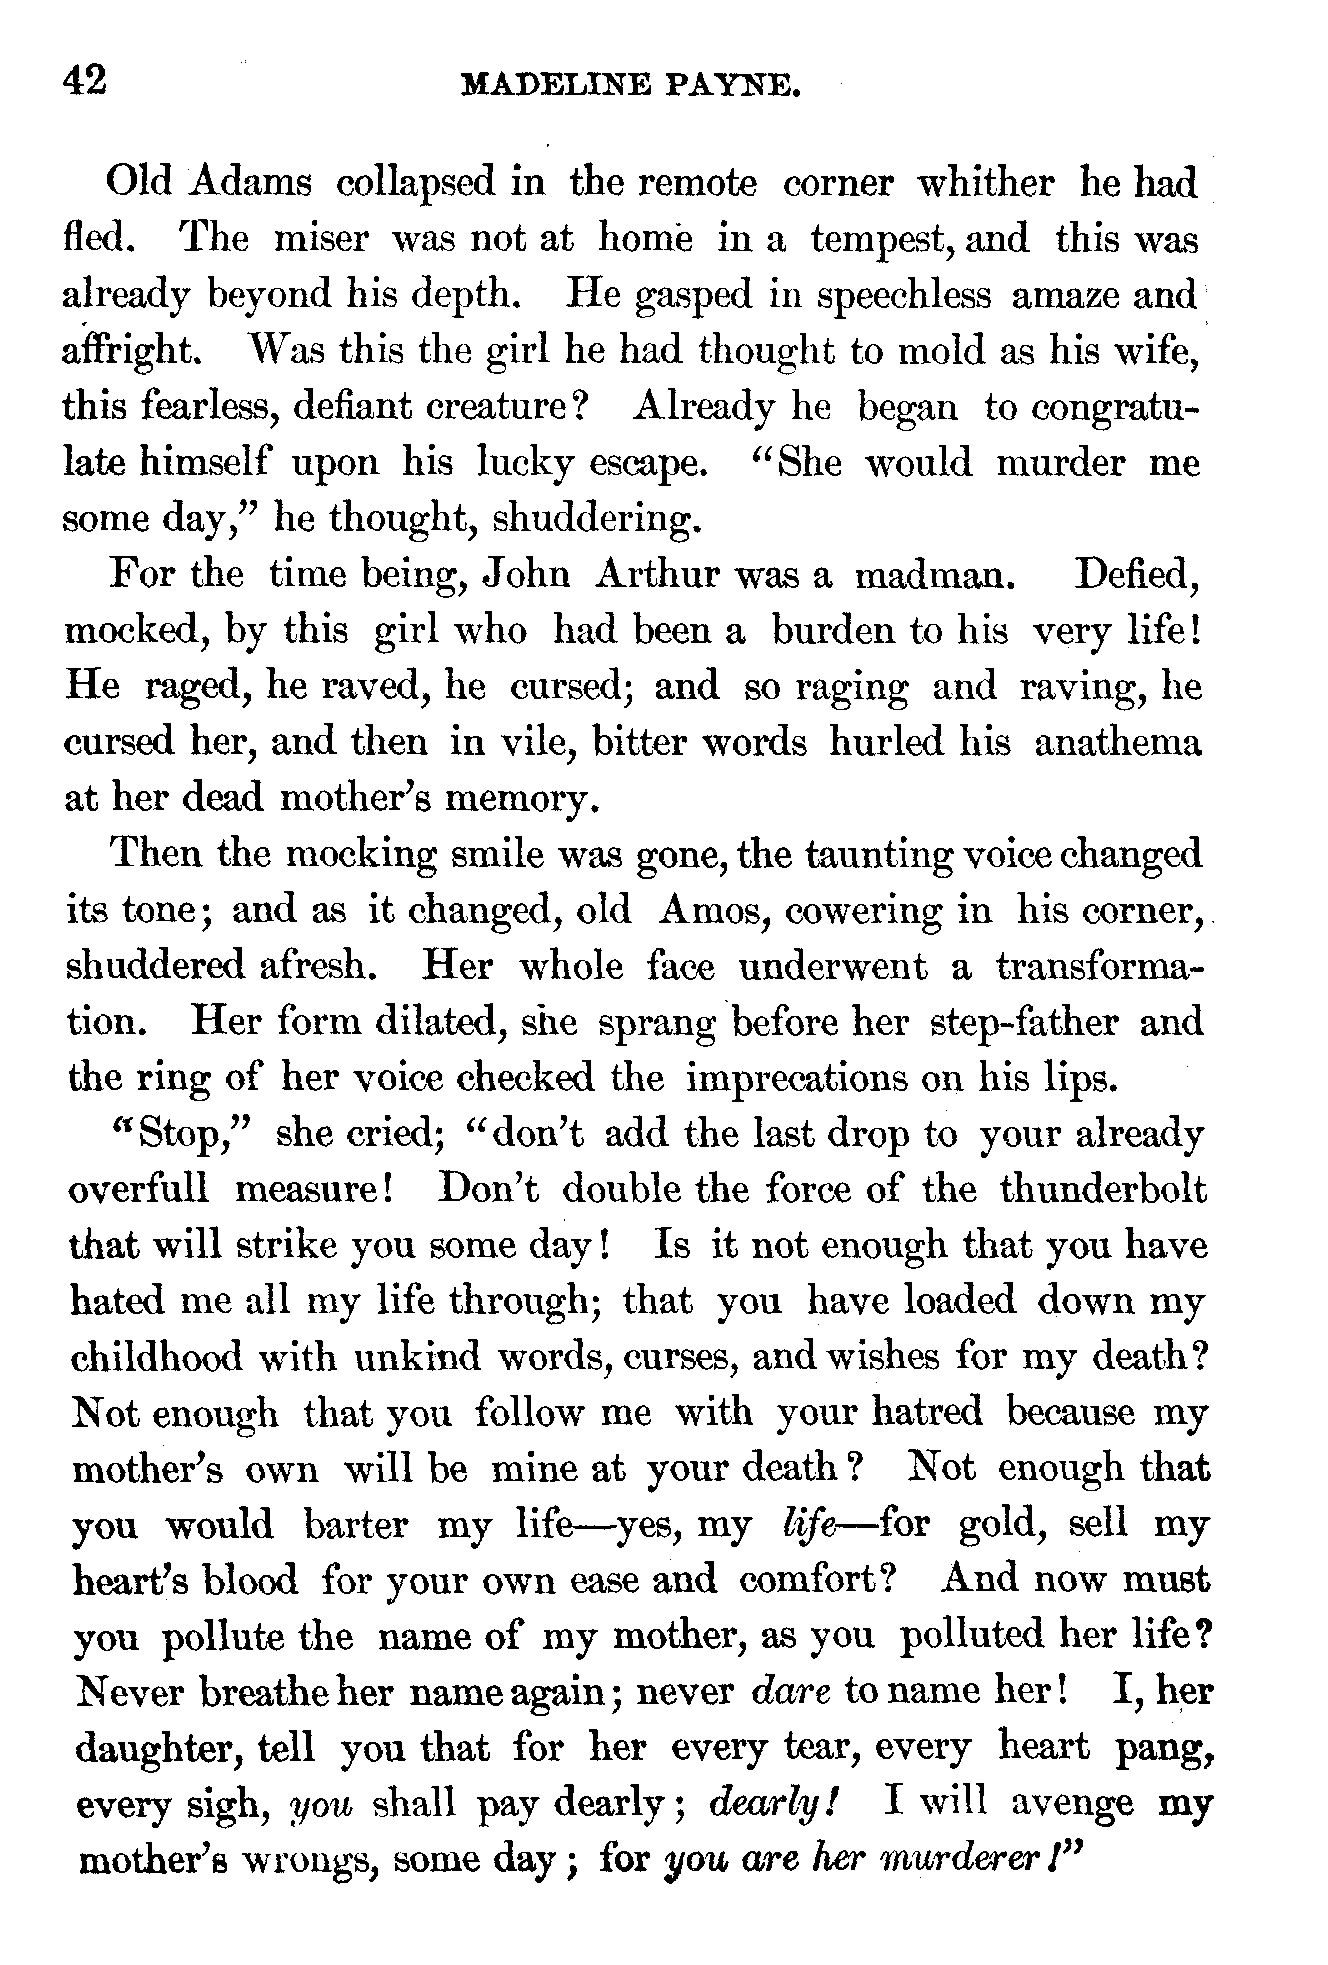 42 MADELINE PAYNE.
Old Adams collapsed in the remote corner whither he had
fled. The miser was not at home in a tempest, and this was
already beyond his depth. He gasped in speechless amaze and
affright. Was this the girl he had thought to mold as his wife,
this fearless, defiant creature? Already he began to congratu-
late himself upon his lucky escape. "She would murder me
some day," he thought, shuddering.
For the time being, John Arthur was a madman. Defied,
mocked, by this girl who had been a burden to his very life!
He raged, he raved, he cursed; and so raging and raving, he
cursed her, and then in vile, bitter words hurled his anathema
at her dead mother's memory.
Then the mocking smile was gone, the taunting voice changed
its tone; and as it changed, old Amos, cowering in his corner,
shuddered afresh. Her whole face underwent a transforma-
tion. Her form dilated, she sprang before her step-father and
the ring of her voice checked the imprecations on his lips.
"Stop," she cried; "don't add the last drop to your already
overfull measure! Don't double the force of the thunderbolt
that will strike you some day! Is it not enough that you have
hated me all my life through; that you have loaded down my
childhood with unkind words, curses, and wishes for my death?
Not enough that you follow me with your hatred because my
mother's own will be mine at your death? Not enough that
you would barter my life—yes, my life—for gold, sell my
heart's blood for your own ease and comfort? And now must
you pollute the name of my mother, as you polluted her life?
Never breathe her name again; never dare to name her! I, her
daughter, tell you that for her every tear, every heart pang,
every sigh, you shall pay dearly; dearly! I will avenge my
mother's wrongs, some day; for you are her murderer!"